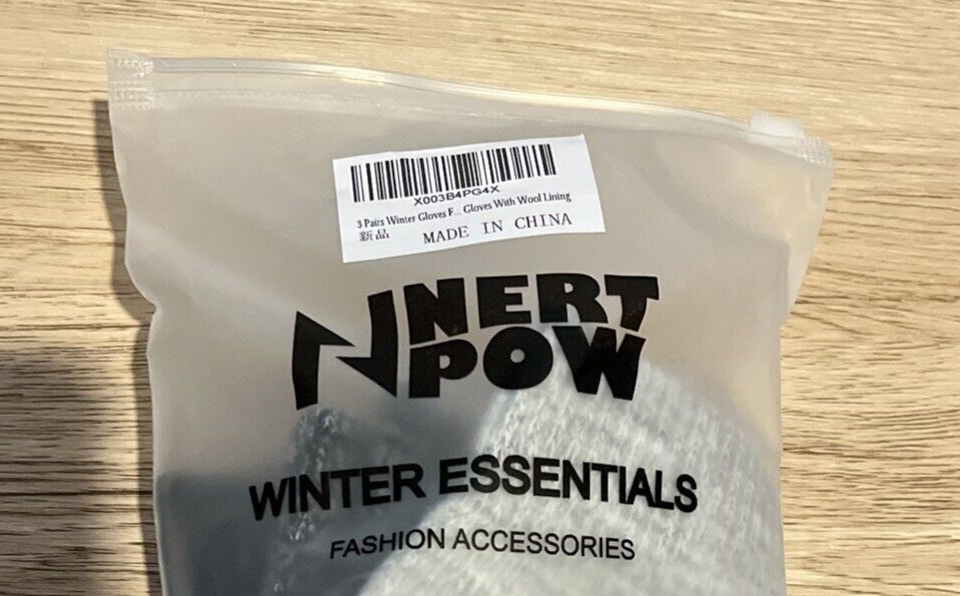 X003B4PG4X
3 Pairs Winter Gloves F... Gloves With Wool Lining
新品 MADE IN CHINA
NERT
POW
WINTER ESSENTIALS
FASHION ACCESSORIES